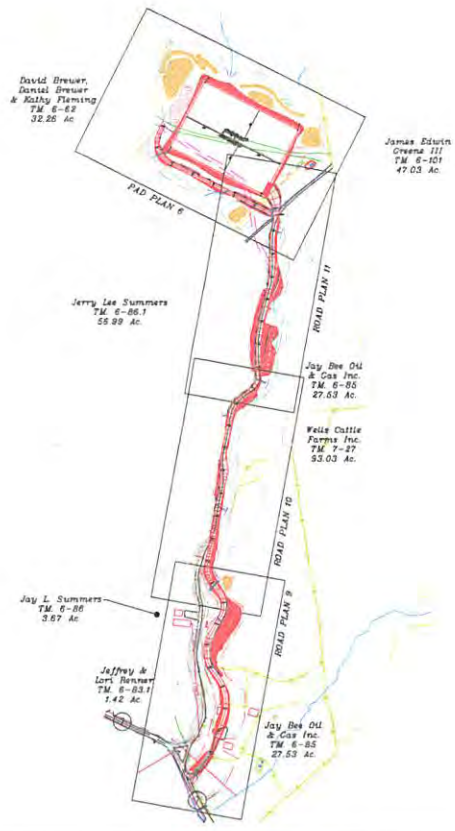 David Brewer,
Daniel Brewer
& Kathy Fleming
TM. 6-62
32.26 Ac.
James Edwin
Greene III
TM. 6-101
47.03 Ac.
PAD PLAN 6
ROAD PLAN 11
Jerry Lee Summers
TM. 6-86.1
56.99 Ac.
Jay Bee Oil
& Gas Inc.
TM. 6-85
27.53 Ac.
Wells Cattle
Farms Inc.
TM. 7-27
93.03 Ac.
ROAD PLAN 10
Jay L. Summers
TM. 6-86
3.67 Ac.
ROAD PLAN 9
Jeffrey &
Lori Renner
TM. 6-83.1
1.42 Ac.
Jay Bee Oil
& Gas Inc.
TM. 6-85
27.53 Ac.